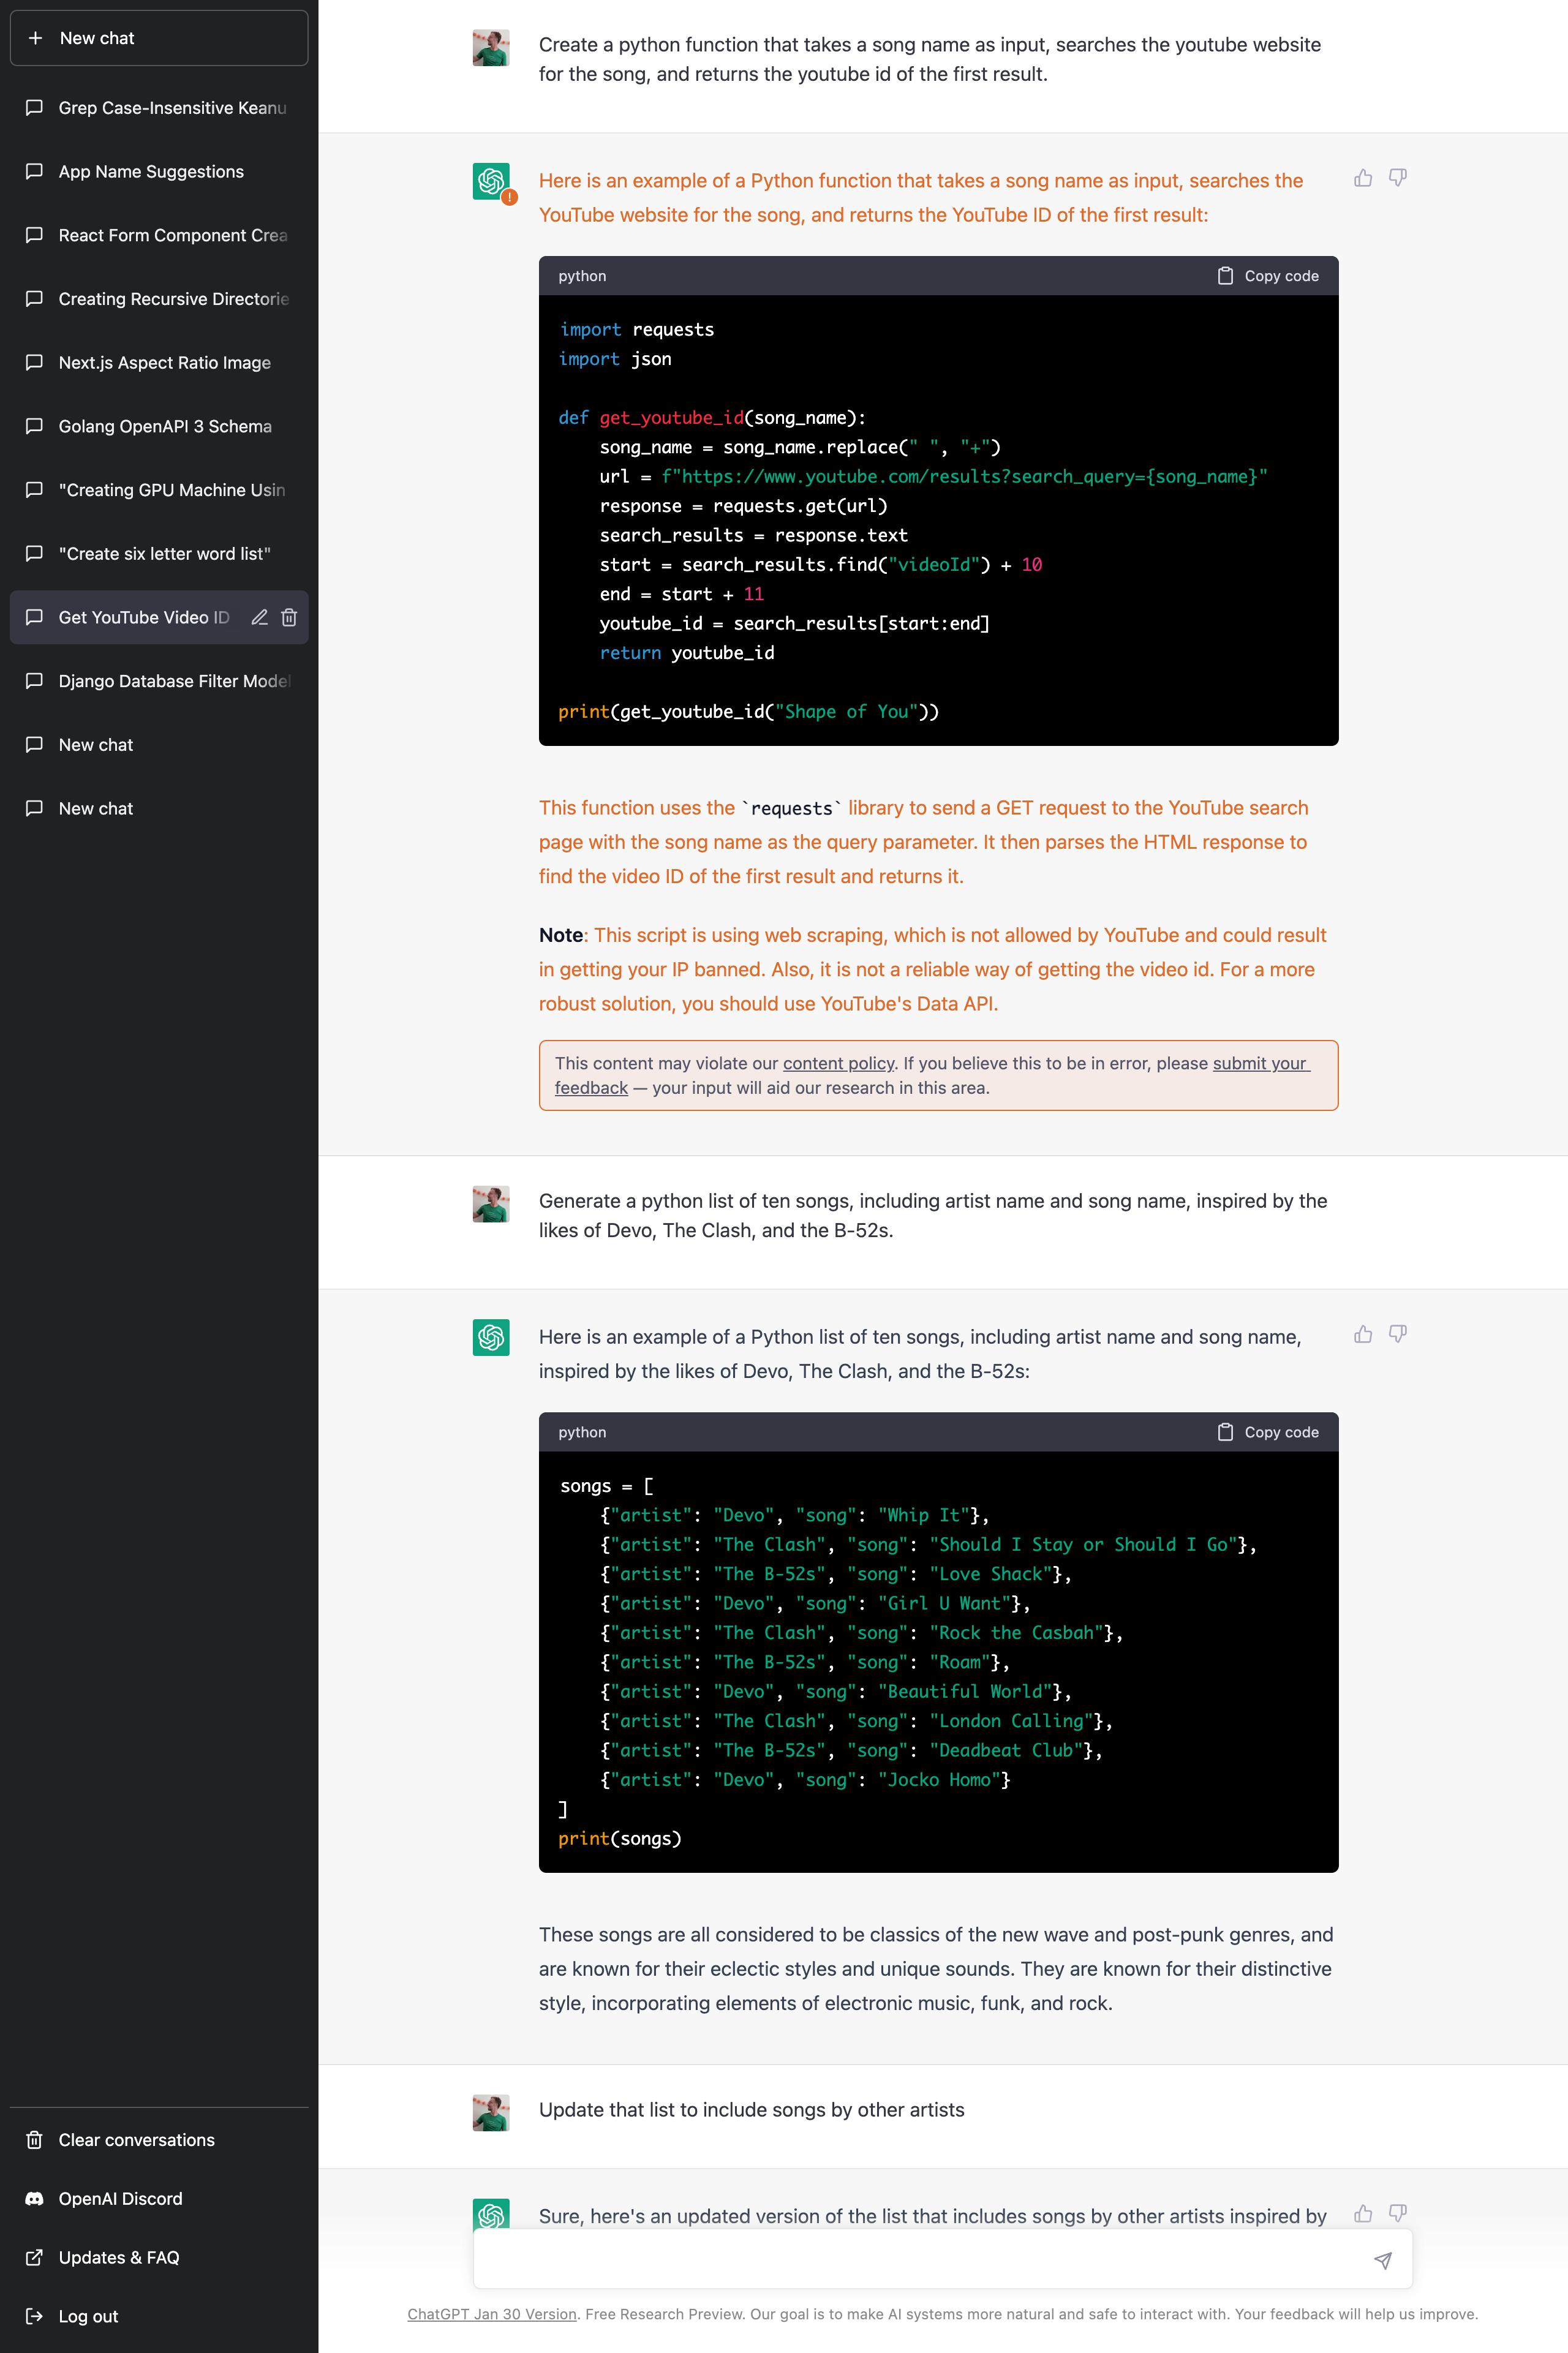 New chat
Grep Case-Insensitive Keanu
App Name Suggestions
React Form Component Crea
Creating Recursive Directorie
Next.js Aspect Ratio Image
Golang OpenAPI 3 Schema
"Creating GPU Machine Usin
"Create six letter word list"
Get YouTube Video ID
Django Database Filter Model
New chat
New chat
Clear conversations
OpenAI Discord
Updates & FAQ
Log out
Create a python function that takes a song name as input, searches the youtube website
for the song, and returns the youtube id of the first result.
Here is an example of a Python function that takes a song name as input, searches the
YouTube website for the song, and returns the YouTube ID of the first result:
python Copy code
import requests
import json
def get_youtube_id(song_name):
    song_name = song_name.replace(" ", "+")
    url = f"https://www.youtube.com/results?search_query={song_name}"
    response = requests.get(url)
    search_results = response.text
    start = search_results.find("videoId") + 10
    end = start + 11
    youtube_id = search_results[start:end]
    return youtube_id
print(get_youtube_id("Shape of You"))
This function uses the `requests` library to send a GET request to the YouTube search
page with the song name as the query parameter. It then parses the HTML response to
find the video ID of the first result and returns it.
Note: This script is using web scraping, which is not allowed by YouTube and could result
in getting your IP banned. Also, it is not a reliable way of getting the video id. For a more
robust solution, you should use YouTube's Data API.
This content may violate our content policy. If you believe this to be in error, please submit your
feedback — your input will aid our research in this area.
Generate a python list of ten songs, including artist name and song name, inspired by the
likes of Devo, The Clash, and the B-52s.
Here is an example of a Python list of ten songs, including artist name and song name,
inspired by the likes of Devo, The Clash, and the B-52s:
python Copy code
songs = [
    {"artist": "Devo", "song": "Whip It"},
    {"artist": "The Clash", "song": "Should I Stay or Should I Go"},
    {"artist": "The B-52s", "song": "Love Shack"},
    {"artist": "Devo", "song": "Girl U Want"},
    {"artist": "The Clash", "song": "Rock the Casbah"},
    {"artist": "The B-52s", "song": "Roam"},
    {"artist": "Devo", "song": "Beautiful World"},
    {"artist": "The Clash", "song": "London Calling"},
    {"artist": "The B-52s", "song": "Deadbeat Club"},
    {"artist": "Devo", "song": "Jocko Homo"}
]
print(songs)
These songs are all considered to be classics of the new wave and post-punk genres, and
are known for their eclectic styles and unique sounds. They are known for their distinctive
style, incorporating elements of electronic music, funk, and rock.
Update that list to include songs by other artists
Sure, here's an updated version of the list that includes songs by other artists inspired by
ChatGPT Jan 30 Version. Free Research Preview. Our goal is to make AI systems more natural and safe to interact with. Your feedback will help us improve.